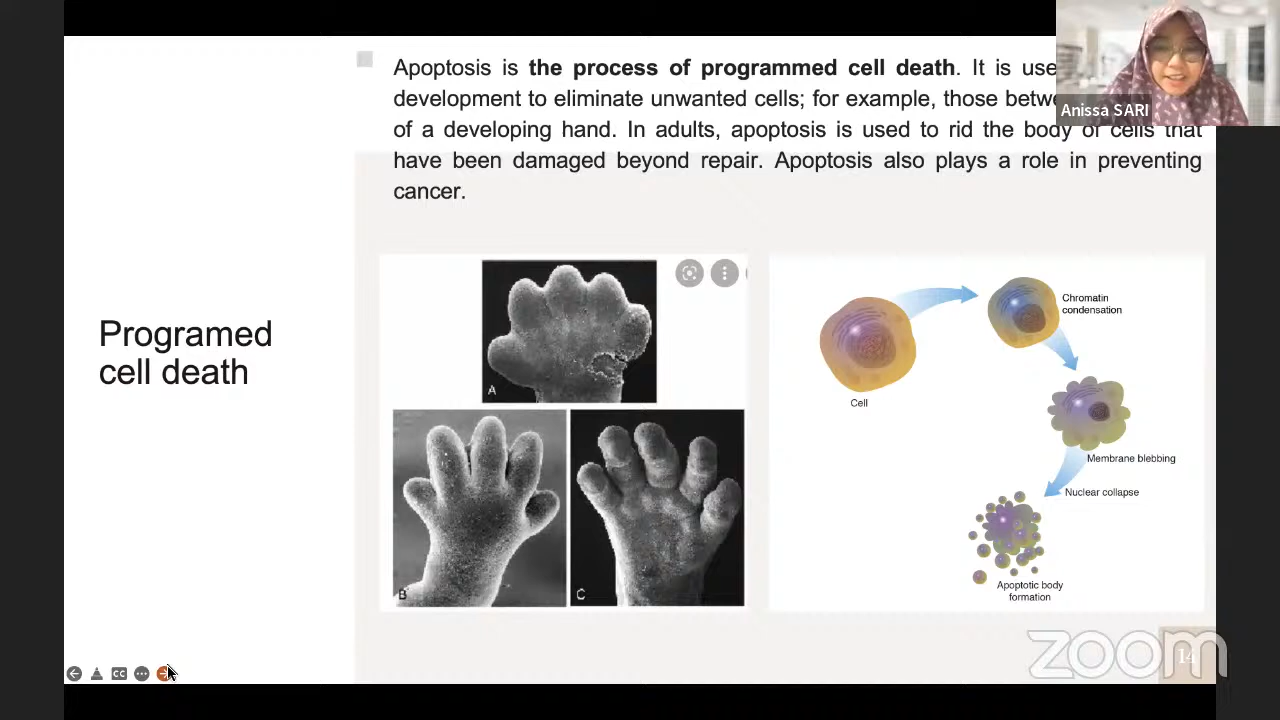 Apoptosis is the process of programmed cell death. It is use
Anissa SARI
development to eliminate unwanted cells; for example, those betwe
of a developing hand. In adults, apoptosis is used to rid the body of cells that
have been damaged beyond repair. Apoptosis also plays a role in preventing
cancer.
Programed
cell death
A
B
C
Chromatin
condensation
Cell
Membrane blebbing
Nuclear collapse
Apoptotic body
formation
CC
zoom
14